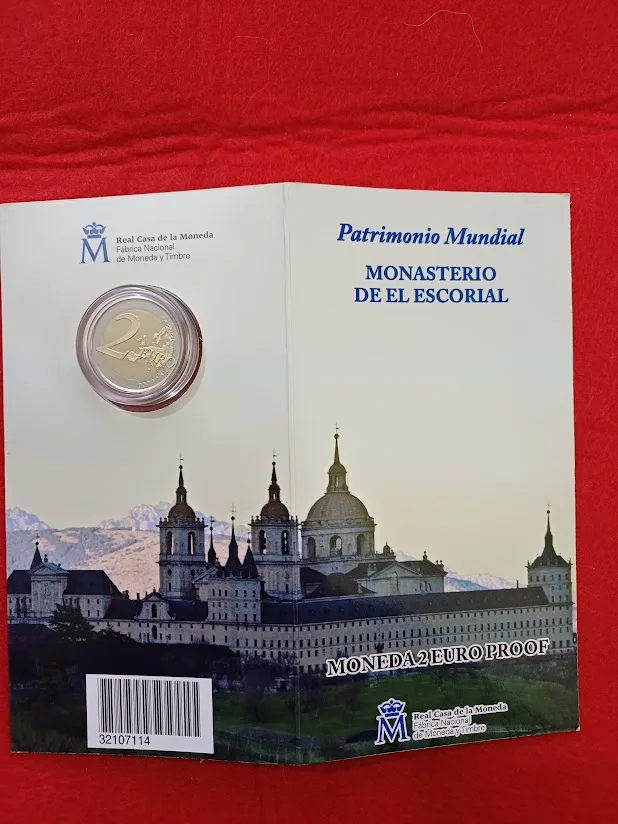 Real Casa de la Moneda
Fábrica Nacional
de Moneda y Timbre
2 EURO
32107114
Patrimonio Mundial
MONASTERIO
DE EL ESCORIAL
MONEDA 2 EURO PROOF
Real Casa de la Moneda
Fábrica Nacional
de Moneda y Timbre